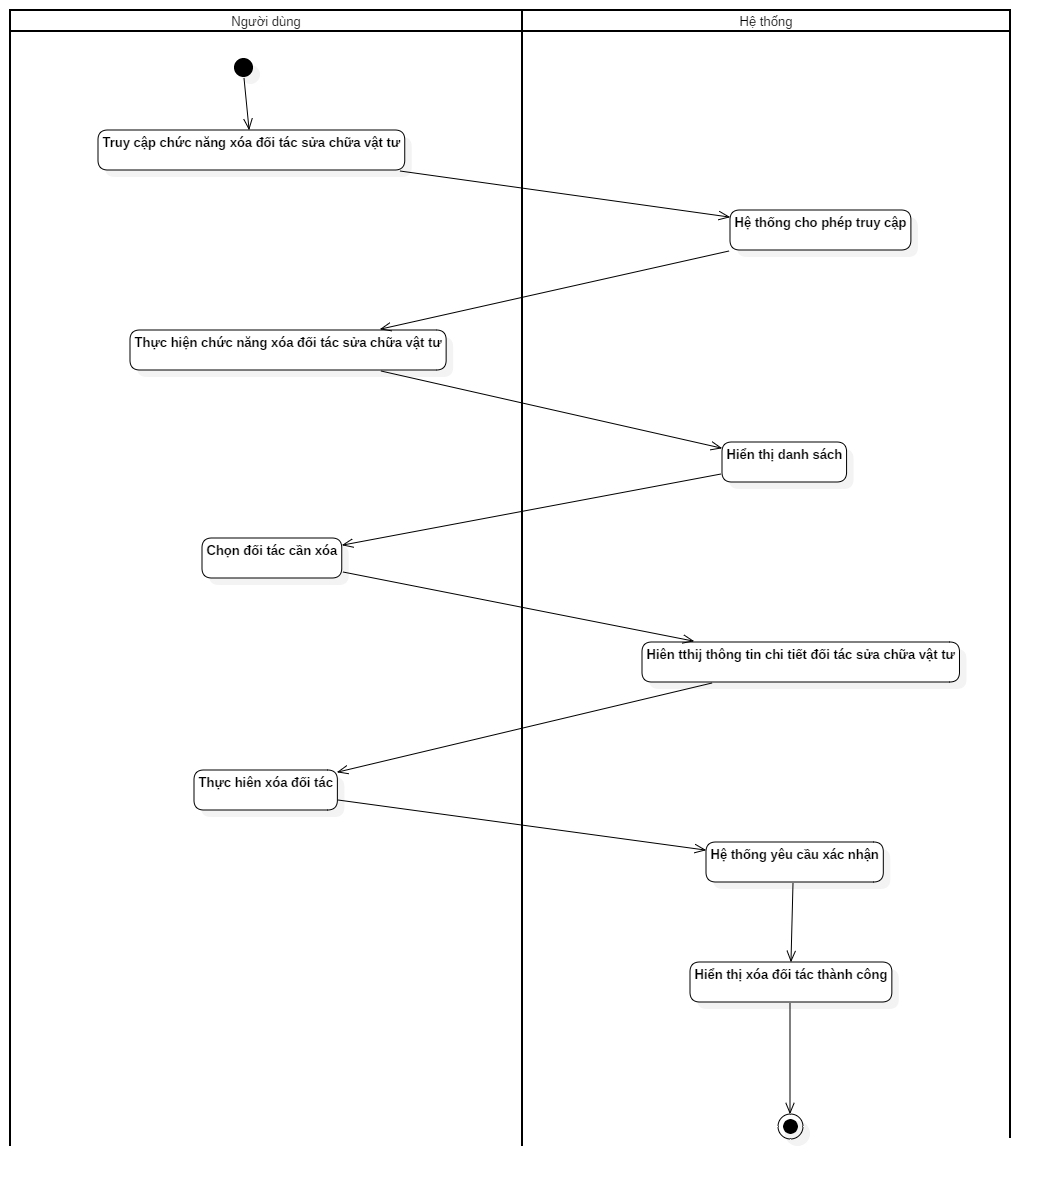 Người dùng
Hệ thống
Truy cập chức năng xóa đối tác sửa chữa vật tư
Hệ thống cho phép truy cập
Thực hiện chức năng xóa đối tác sửa chữa vật tư
Hiển thị danh sách
Chọn đối tác cần xóa
Hiên tthij thông tin chi tiết đối tác sửa chữa vật tư
Thực hiên xóa đối tác
Hệ thống yêu cầu xác nhận
Hiển thị xóa đối tác thành công